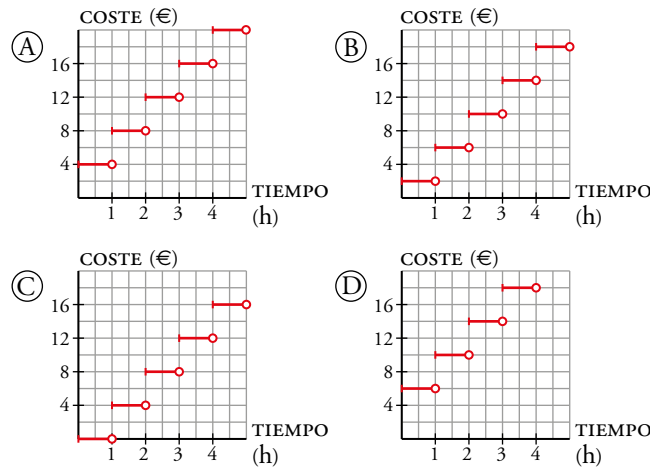 COSTE (€)
A
16
12
8
4
TIEMPO
1 2 3 4 (h)
COSTE (€)
B
16
12
8
4
TIEMPO
1 2 3 4 (h)
COSTE (€)
C
16
12
8
4
TIEMPO
1 2 3 4 (h)
COSTE (€)
D
16
12
8
4
TIEMPO
1 2 3 4 (h)